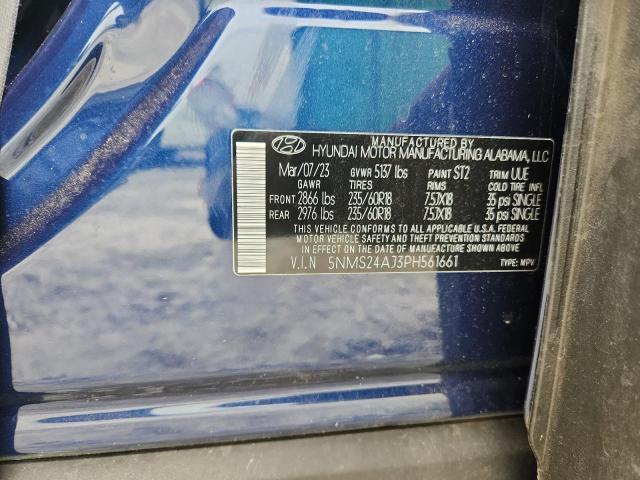 MANUFACTURED BY
HYUNDAI MOTOR MANUFACTURING ALABAMA, LLC
Mar/07/23 GVWR 5137 lbs PAINT ST2 TRIM UUE
GAWR TIRES RIMS COLD TIRE INFL
FRONT 2866 lbs 235/60R18 7.5JX18 35 psi SINGLE
REAR 2976 lbs 235/60R18 7.5JX18 35 psi SINGLE
THIS VEHICLE CONFORMS TO ALL APPLICABLE U.S.A FEDERAL
MOTOR VEHICLE SAFETY AND THEFT PREVENTION STANDARDS
IN EFFECT ON THE DATE OF MANUFACTURE SHOWN ABOVE
V.I.N 5NMS24AJ3PH561661 TYPE: MPV